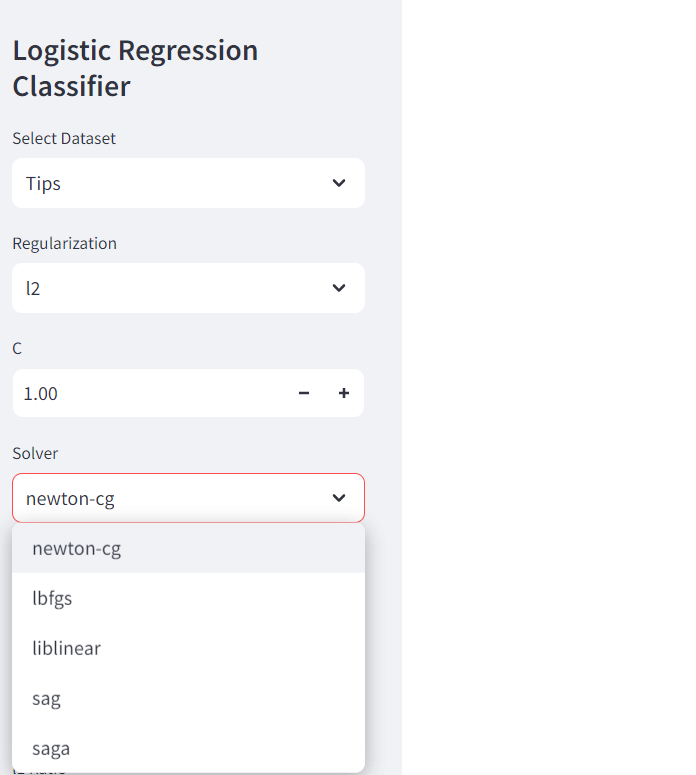 Logistic Regression
Classifier
Select Dataset
Tips
Regularization
l2
C
1.00
Solver
newton-cg
newton-cg
lbfgs
liblinear
sag
saga